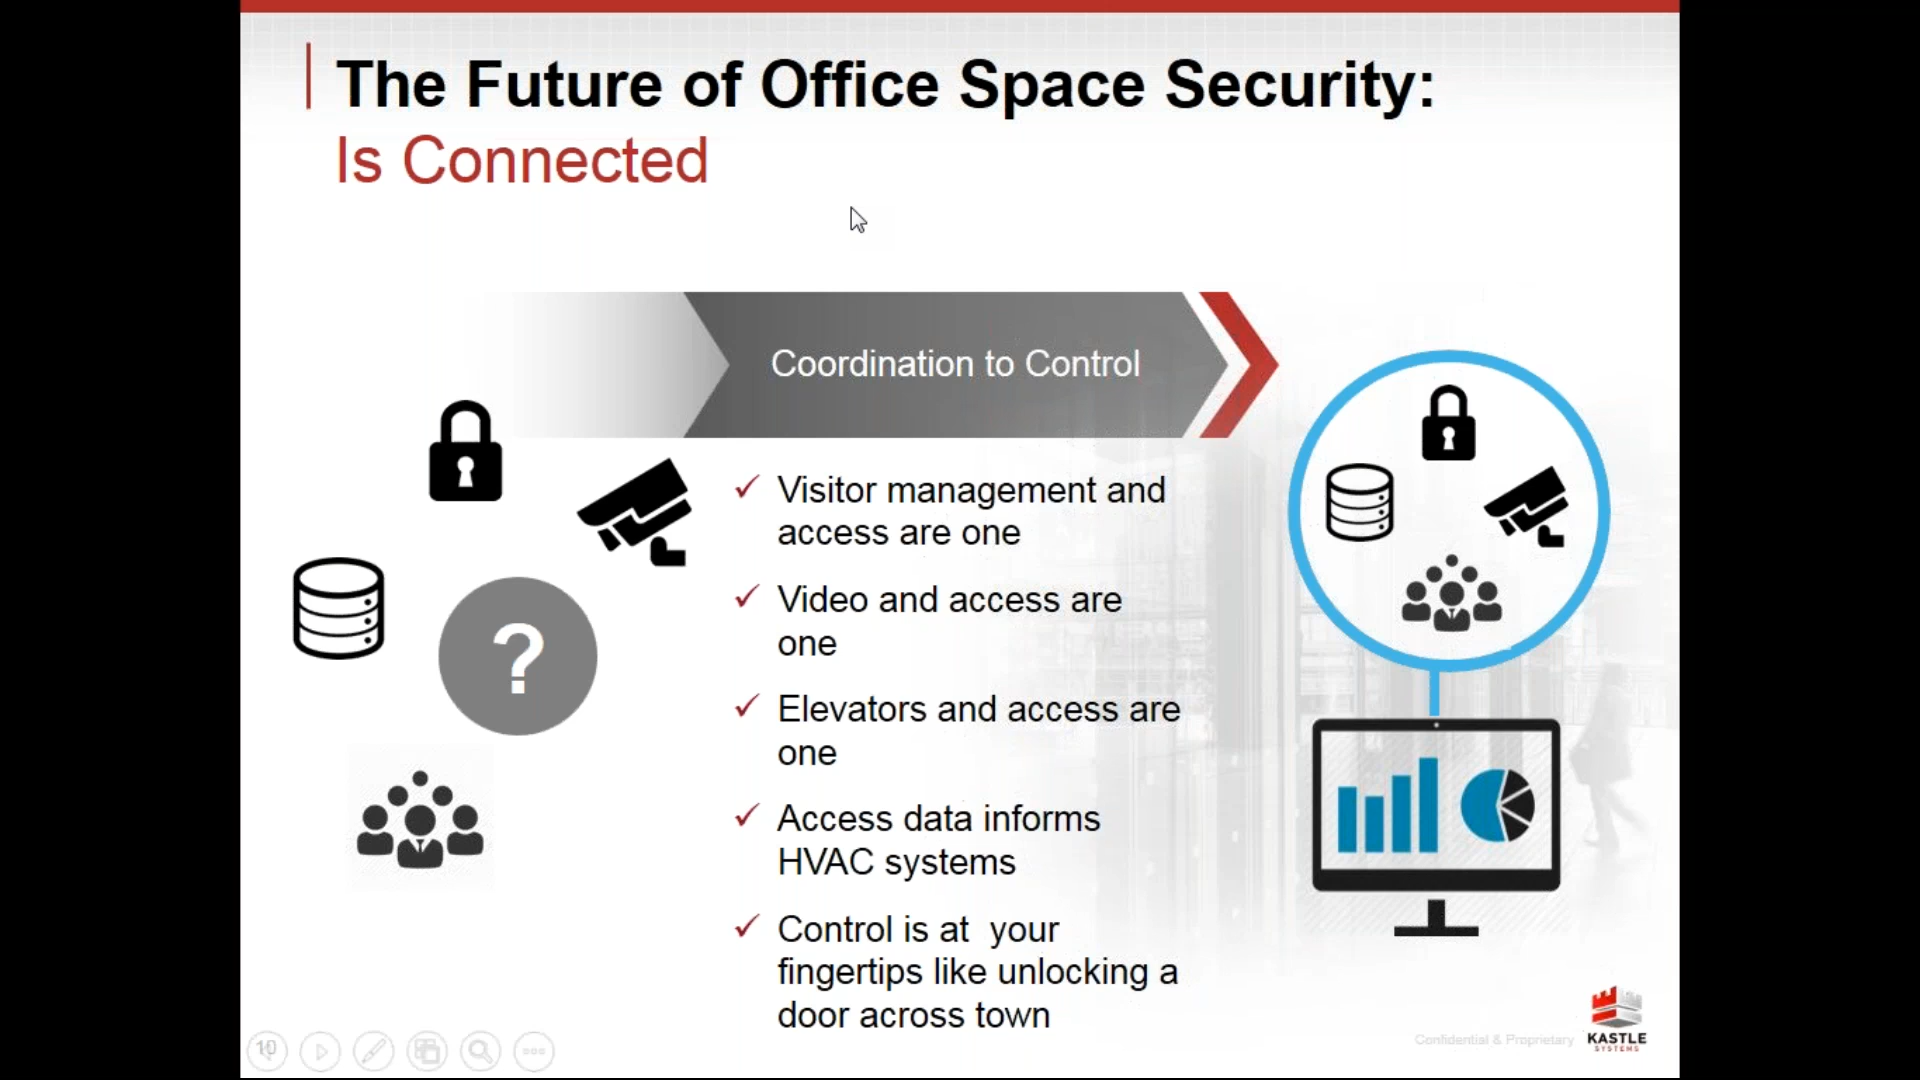 The Future of Office Space Security:
Is Connected
Coordination to Control
?
Visitor management and
access are one
Video and access are
one
Elevators and access are
one
Access data informs
HVAC systems
Control is at  your
fingertips like unlocking a
door across town
10
Confidential & Proprietary
KASTLE
SYSTEMS